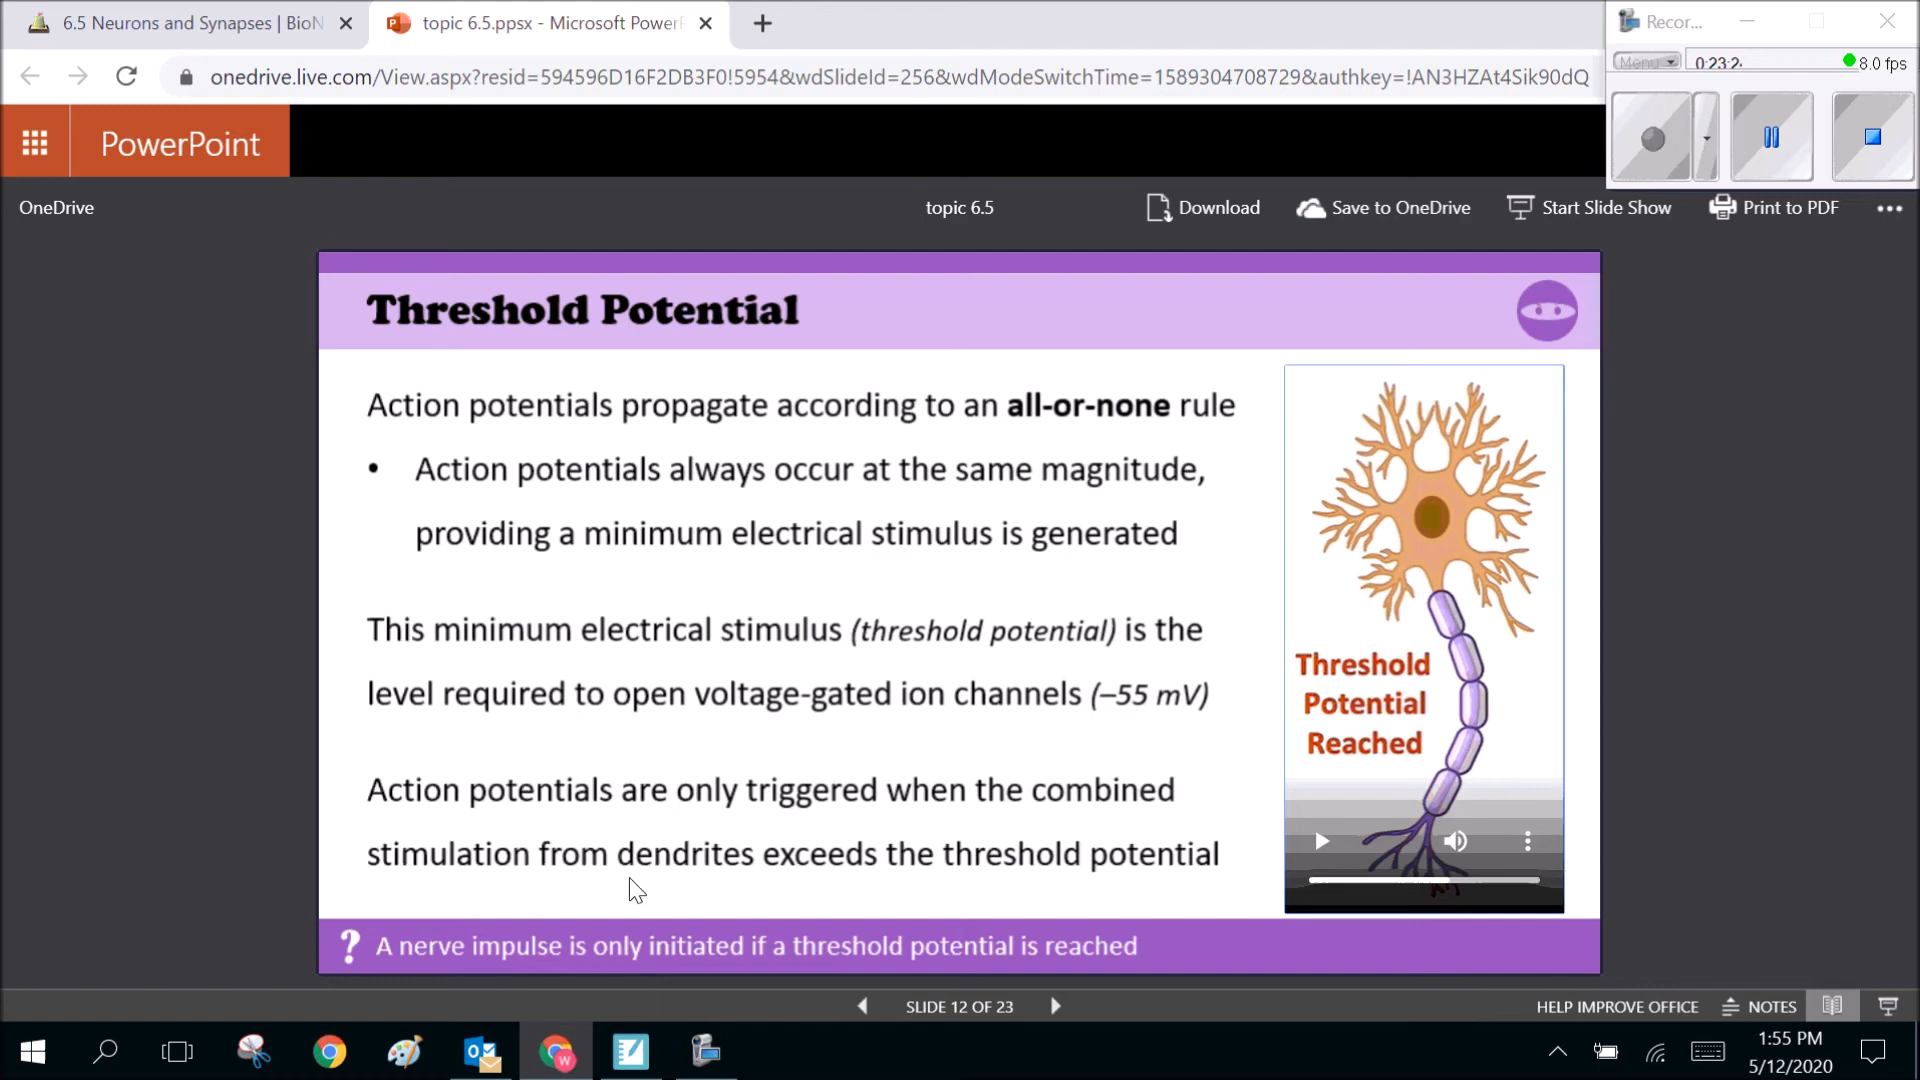 6.5 Neurons and Synapses | BioN
topic 6.5.ppsx - Microsoft PowerP
Recor...
onedrive.live.com/View.aspx?resid=594596D16F2DB3F0!5954&wdSlideId=256&wdModeSwitchTime=1589304708729&authkey=!AN3HZAt4Sik90dQ
Menu
8.0 fps
PowerPoint
OneDrive
topic 6.5
Download
Save to OneDrive
Start Slide Show
Print to PDF
Threshold Potential
Action potentials propagate according to an all-or-none rule
• Action potentials always occur at the same magnitude,
providing a minimum electrical stimulus is generated
This minimum electrical stimulus (threshold potential) is the
level required to open voltage-gated ion channels (–55 mV)
Action potentials are only triggered when the combined
stimulation from dendrites exceeds the threshold potential
Threshold
Potential
Reached
? A nerve impulse is only initiated if a threshold potential is reached
SLIDE 12 OF 23
HELP IMPROVE OFFICE
NOTES
1:55 PM
5/12/2020